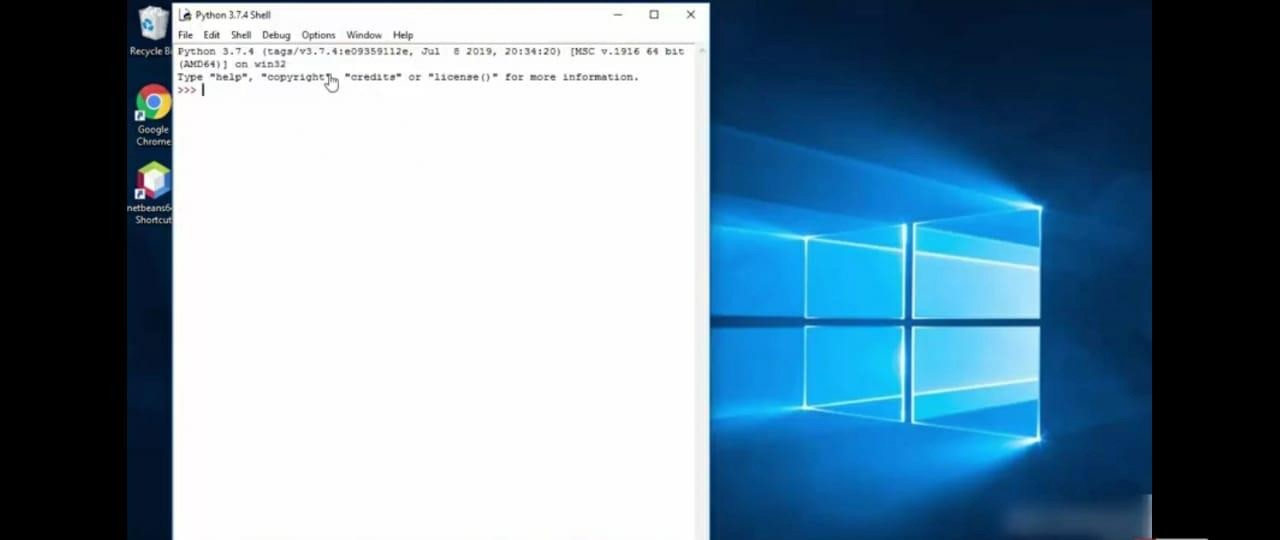 Python 3.7.4 Shell
File Edit Shell Debug Options Window Help
Python 3.7.4 (tags/v3.7.4:e09359112e, Jul  8 2019, 20:34:20) [MSC v.1916 64 bit
(AMD64)] on win32
Type "help", "copyright", "credits" or "license()" for more information.
>>>
Recycle B
Google
Chrome
netbeans6
Shortcut